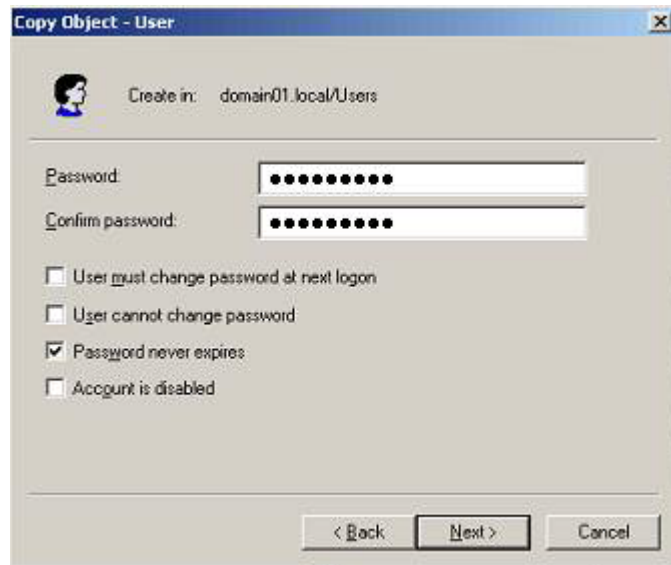 Copy Object - User
Create in: domain01.local/Users
Password:
Confirm password:
User must change password at next logon
User cannot change password
Password never expires
Account is disabled
< Back Next > Cancel